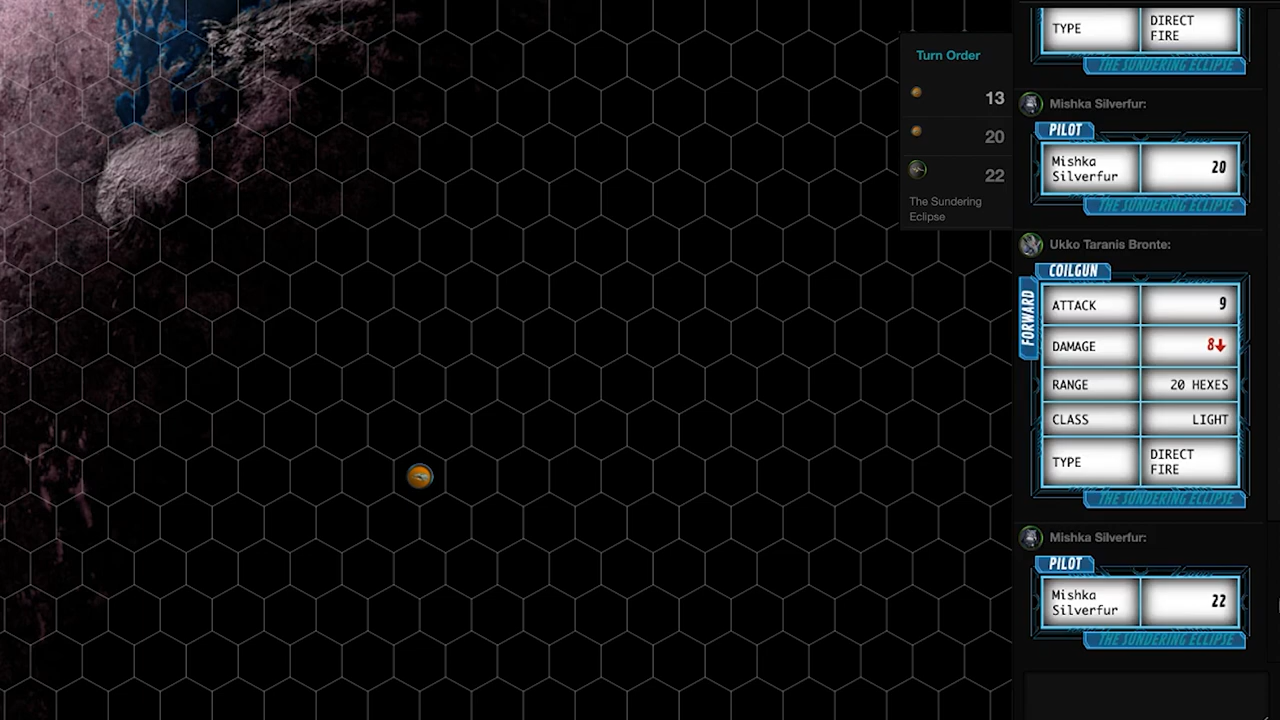 Turn Order
13
20
22
The Sundering
Eclipse
TYPE
DIRECT
FIRE
THE SUNDERING ECLIPSE
Mishka Silverfur:
PILOT
Mishka
Silverfur
20
THE SUNDERING ECLIPSE
Ukko Taranis Bronte:
COILGUN
FORWARD
ATTACK
9
DAMAGE
8
RANGE
20 HEXES
CLASS
LIGHT
TYPE
DIRECT
FIRE
THE SUNDERING ECLIPSE
Mishka Silverfur:
PILOT
Mishka
Silverfur
22
THE SUNDERING ECLIPSE